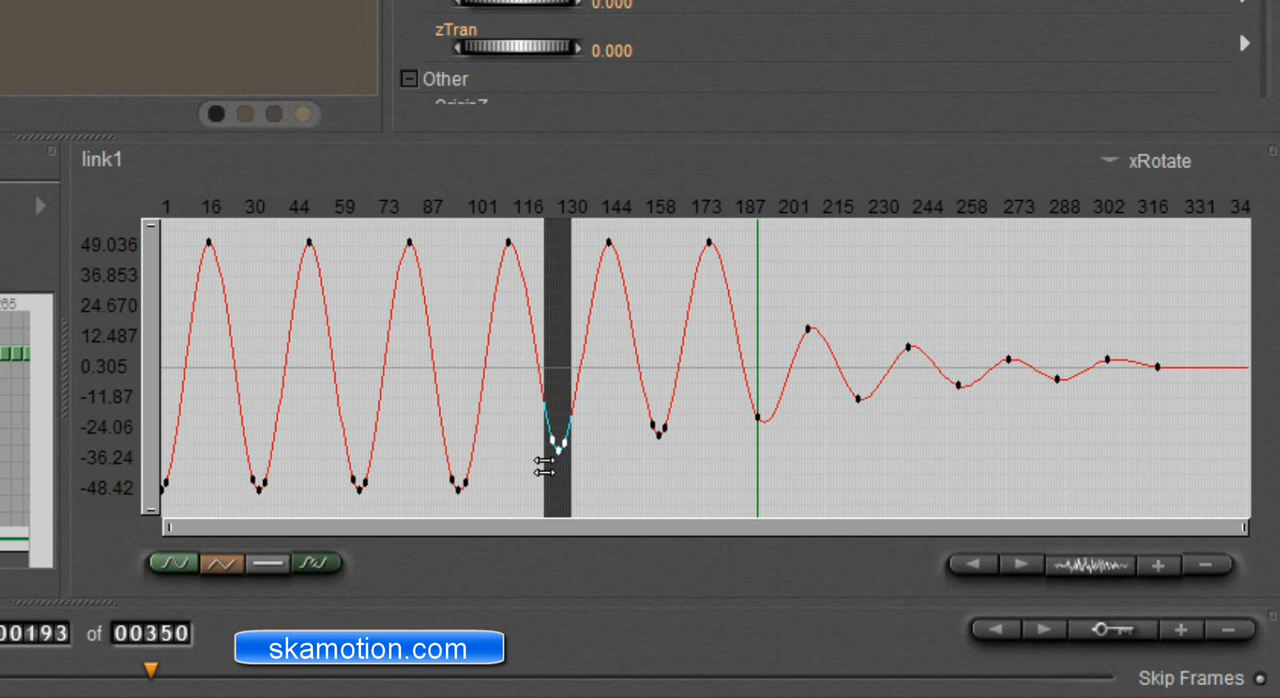 0.000
zTran
0.000
Other
link1
xRotate
1 16 30 44 59 73 87 101 116 130 144 158 173 187 201 215 230 244 258 273 288 302 316 331 34
49.036
36.853
24.670
12.487
0.305
-11.87
-24.06
-36.24
-48.42
265
00193 of 00350
skamotion.com
Skip Frames